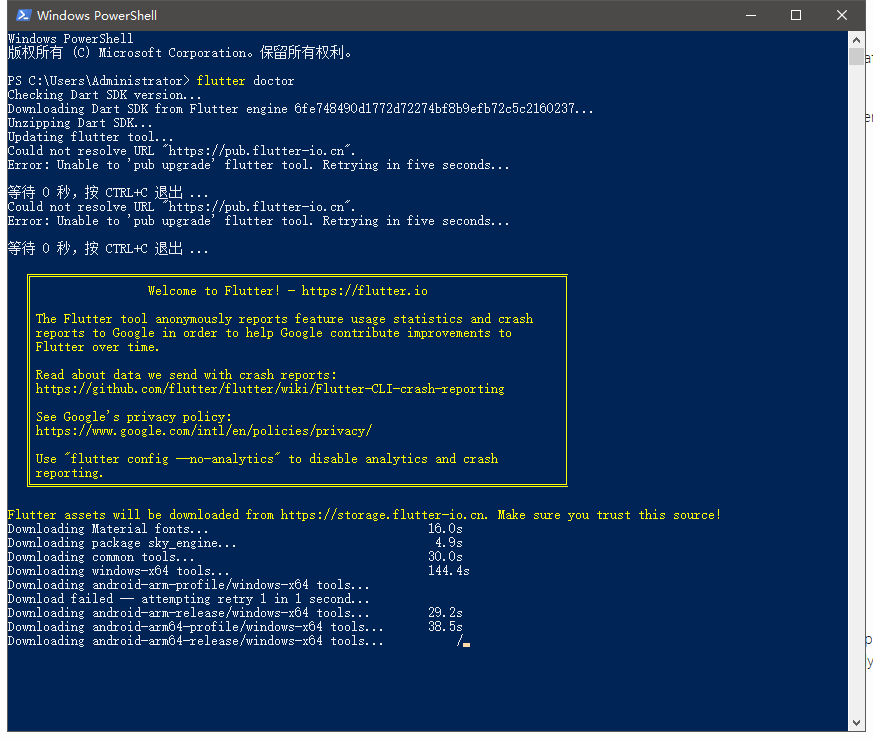 Windows PowerShell
Windows PowerShell
版权所有 (C) Microsoft Corporation。保留所有权利。
PS C:\Users\Administrator> flutter doctor
Checking Dart SDK version...
Downloading Dart SDK from Flutter engine 6fe748490d1772d72274bf8b9efb72c5c2160237...
Unzipping Dart SDK...
Updating flutter tool...
Could not resolve URL "https://pub.flutter-io.cn".
Error: Unable to 'pub upgrade' flutter tool. Retrying in five seconds...
等待 0 秒，按 CTRL+C 退出 ...
Could not resolve URL "https://pub.flutter-io.cn".
Error: Unable to 'pub upgrade' flutter tool. Retrying in five seconds...
等待 0 秒，按 CTRL+C 退出 ...
Welcome to Flutter! - https://flutter.io
The Flutter tool anonymously reports feature usage statistics and crash
reports to Google in order to help Google contribute improvements to
Flutter over time.
Read about data we send with crash reports:
https://github.com/flutter/flutter/wiki/Flutter-CLI-crash-reporting
See Google's privacy policy:
https://www.google.com/intl/en/policies/privacy/
Use "flutter config --no-analytics" to disable analytics and crash
reporting.
Flutter assets will be downloaded from https://storage.flutter-io.cn. Make sure you trust this source!
Downloading Material fonts... 16.0s
Downloading package sky_engine... 4.9s
Downloading common tools... 30.0s
Downloading windows-x64 tools... 144.4s
Downloading android-arm-profile/windows-x64 tools...
Download failed -- attempting retry 1 in 1 second...
Downloading android-arm-release/windows-x64 tools... 29.2s
Downloading android-arm64-profile/windows-x64 tools... 38.5s
Downloading android-arm64-release/windows-x64 tools... /